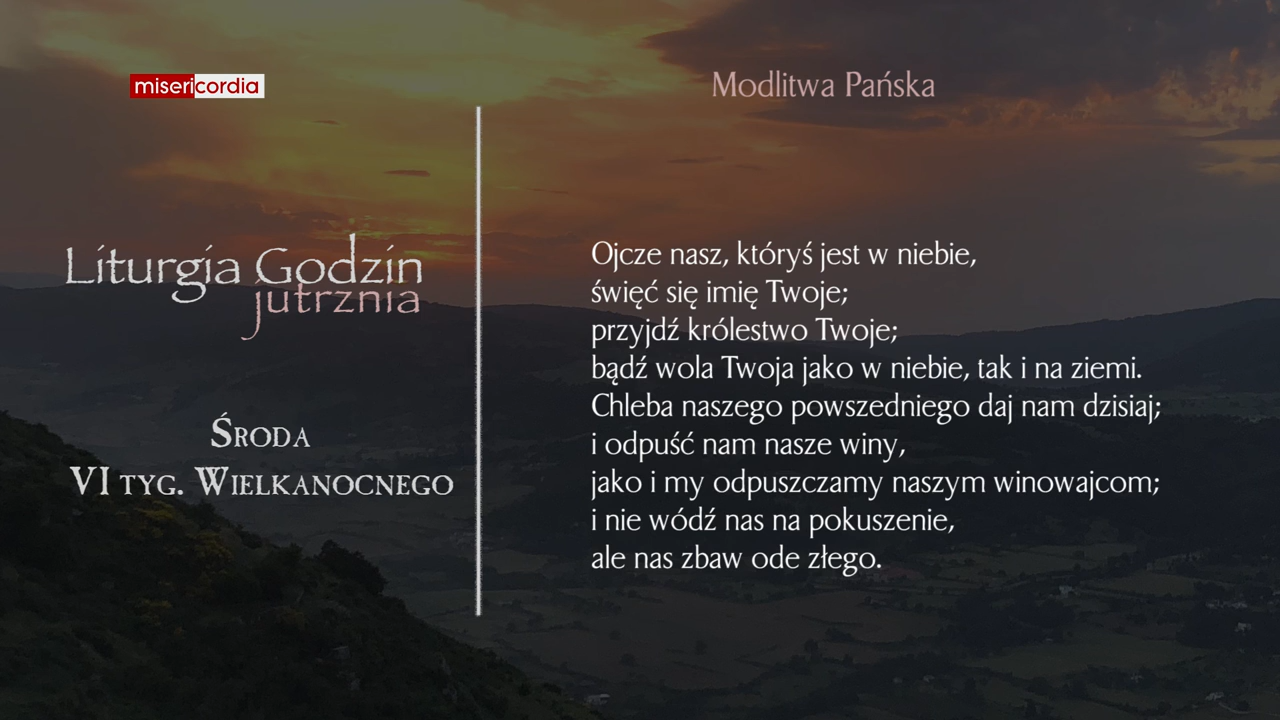 misericordia
Liturgia Godzin
jutrznia
Środa
VI tyg. Wielkanocnego
Modlitwa Pańska
Ojcze nasz, któryś jest w niebie,
święć się imię Twoje;
przyjdź królestwo Twoje;
bądź wola Twoja jako w niebie, tak i na ziemi.
Chleba naszego powszedniego daj nam dzisiaj;
i odpuść nam nasze winy,
jako i my odpuszczamy naszym winowajcom;
i nie wódź nas na pokuszenie,
ale nas zbaw ode złego.